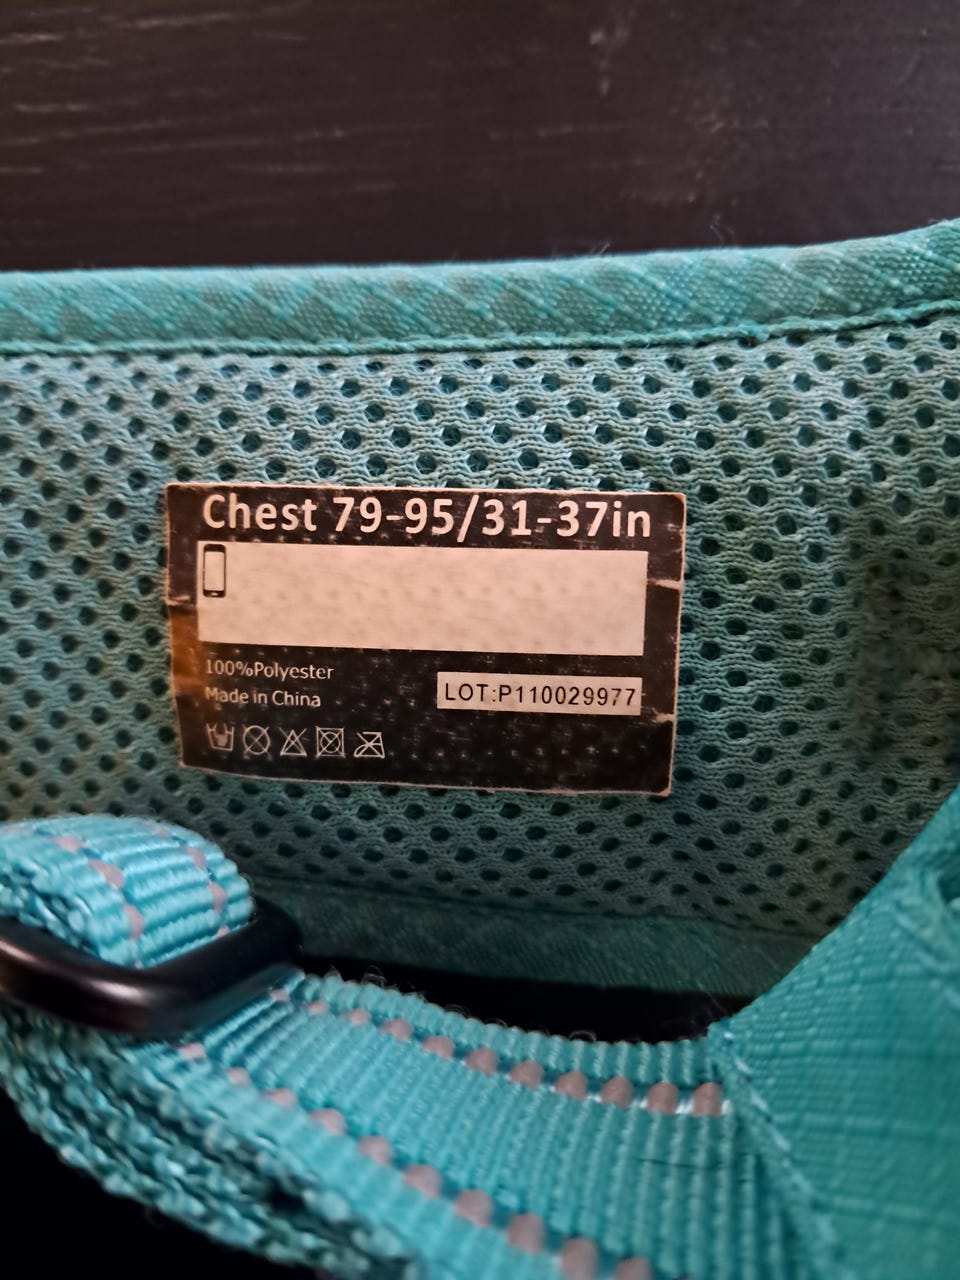 Chest 79-95/31-37in
100%Polyester
Made in China
LOT:P110029977